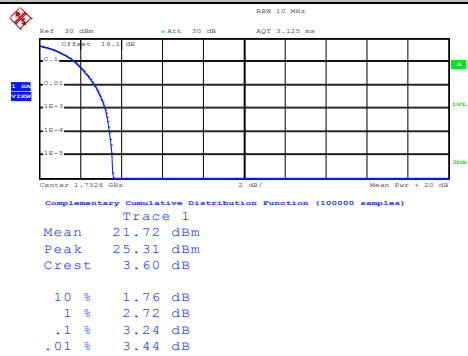 RBW 10 MHz
Ref 30 dBm * Att 30 dB AQT 3.125 ms
Offset 16.1 dB
0.1
A
0.01
1 SA
VIEW
1E-3
LVL
1E-4
1E-5
3DB
Center 1.7326 GHz 2 dB/ Mean Pwr + 20 dB
Complementary Cumulative Distribution Function (100000 samples)
Trace 1
Mean 21.72 dBm
Peak 25.31 dBm
Crest 3.60 dB
10 % 1.76 dB
1 % 2.72 dB
.1 % 3.24 dB
.01 % 3.44 dB